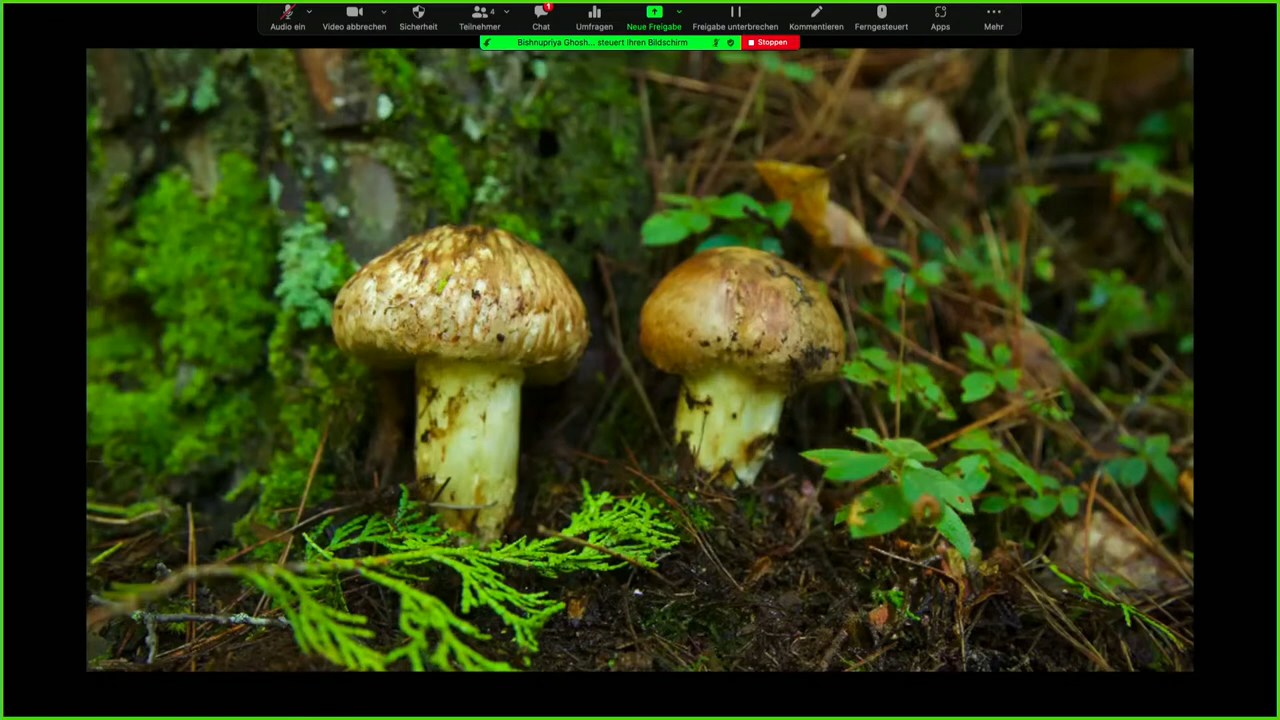 Audio ein
Video abbrechen
Sicherheit
Teilnehmer
4
Chat
1
Umfragen
Neue Freigabe
Freigabe unterbrechen
Kommentieren
Ferngesteuert
Apps
Mehr
Bishnupriya Ghosh... steuert Ihren Bildschirm
Stoppen